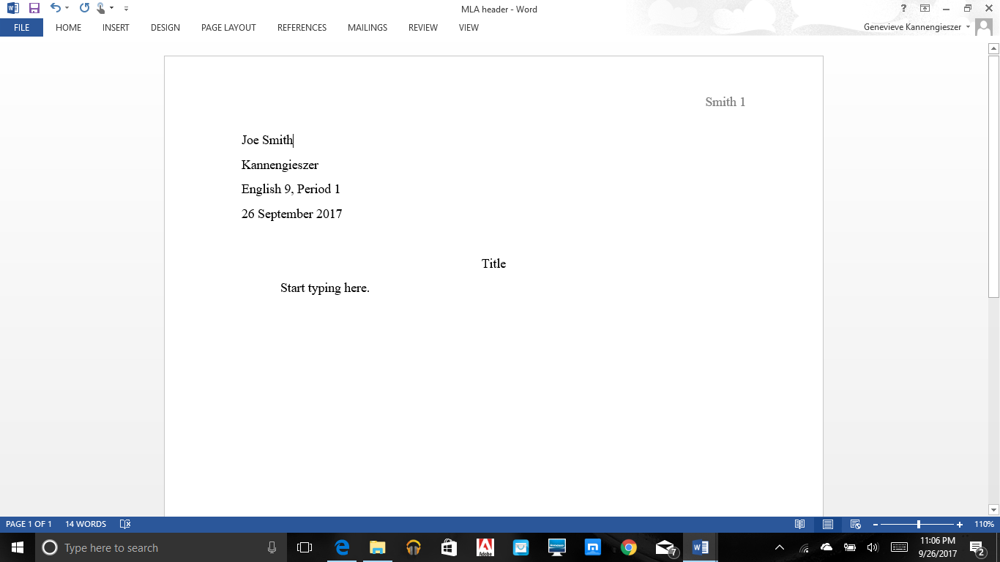 MLA header - Word
?
FILE HOME INSERT DESIGN PAGE LAYOUT REFERENCES MAILINGS REVIEW VIEW
Genevieve Kannengieszer
Smith 1
Joe Smith
Kannengieszer
English 9, Period 1
26 September 2017
Title
Start typing here.
PAGE 1 OF 1 14 WORDS
110%
Type here to search
Adobe
7
11:06 PM
9/26/2017
2